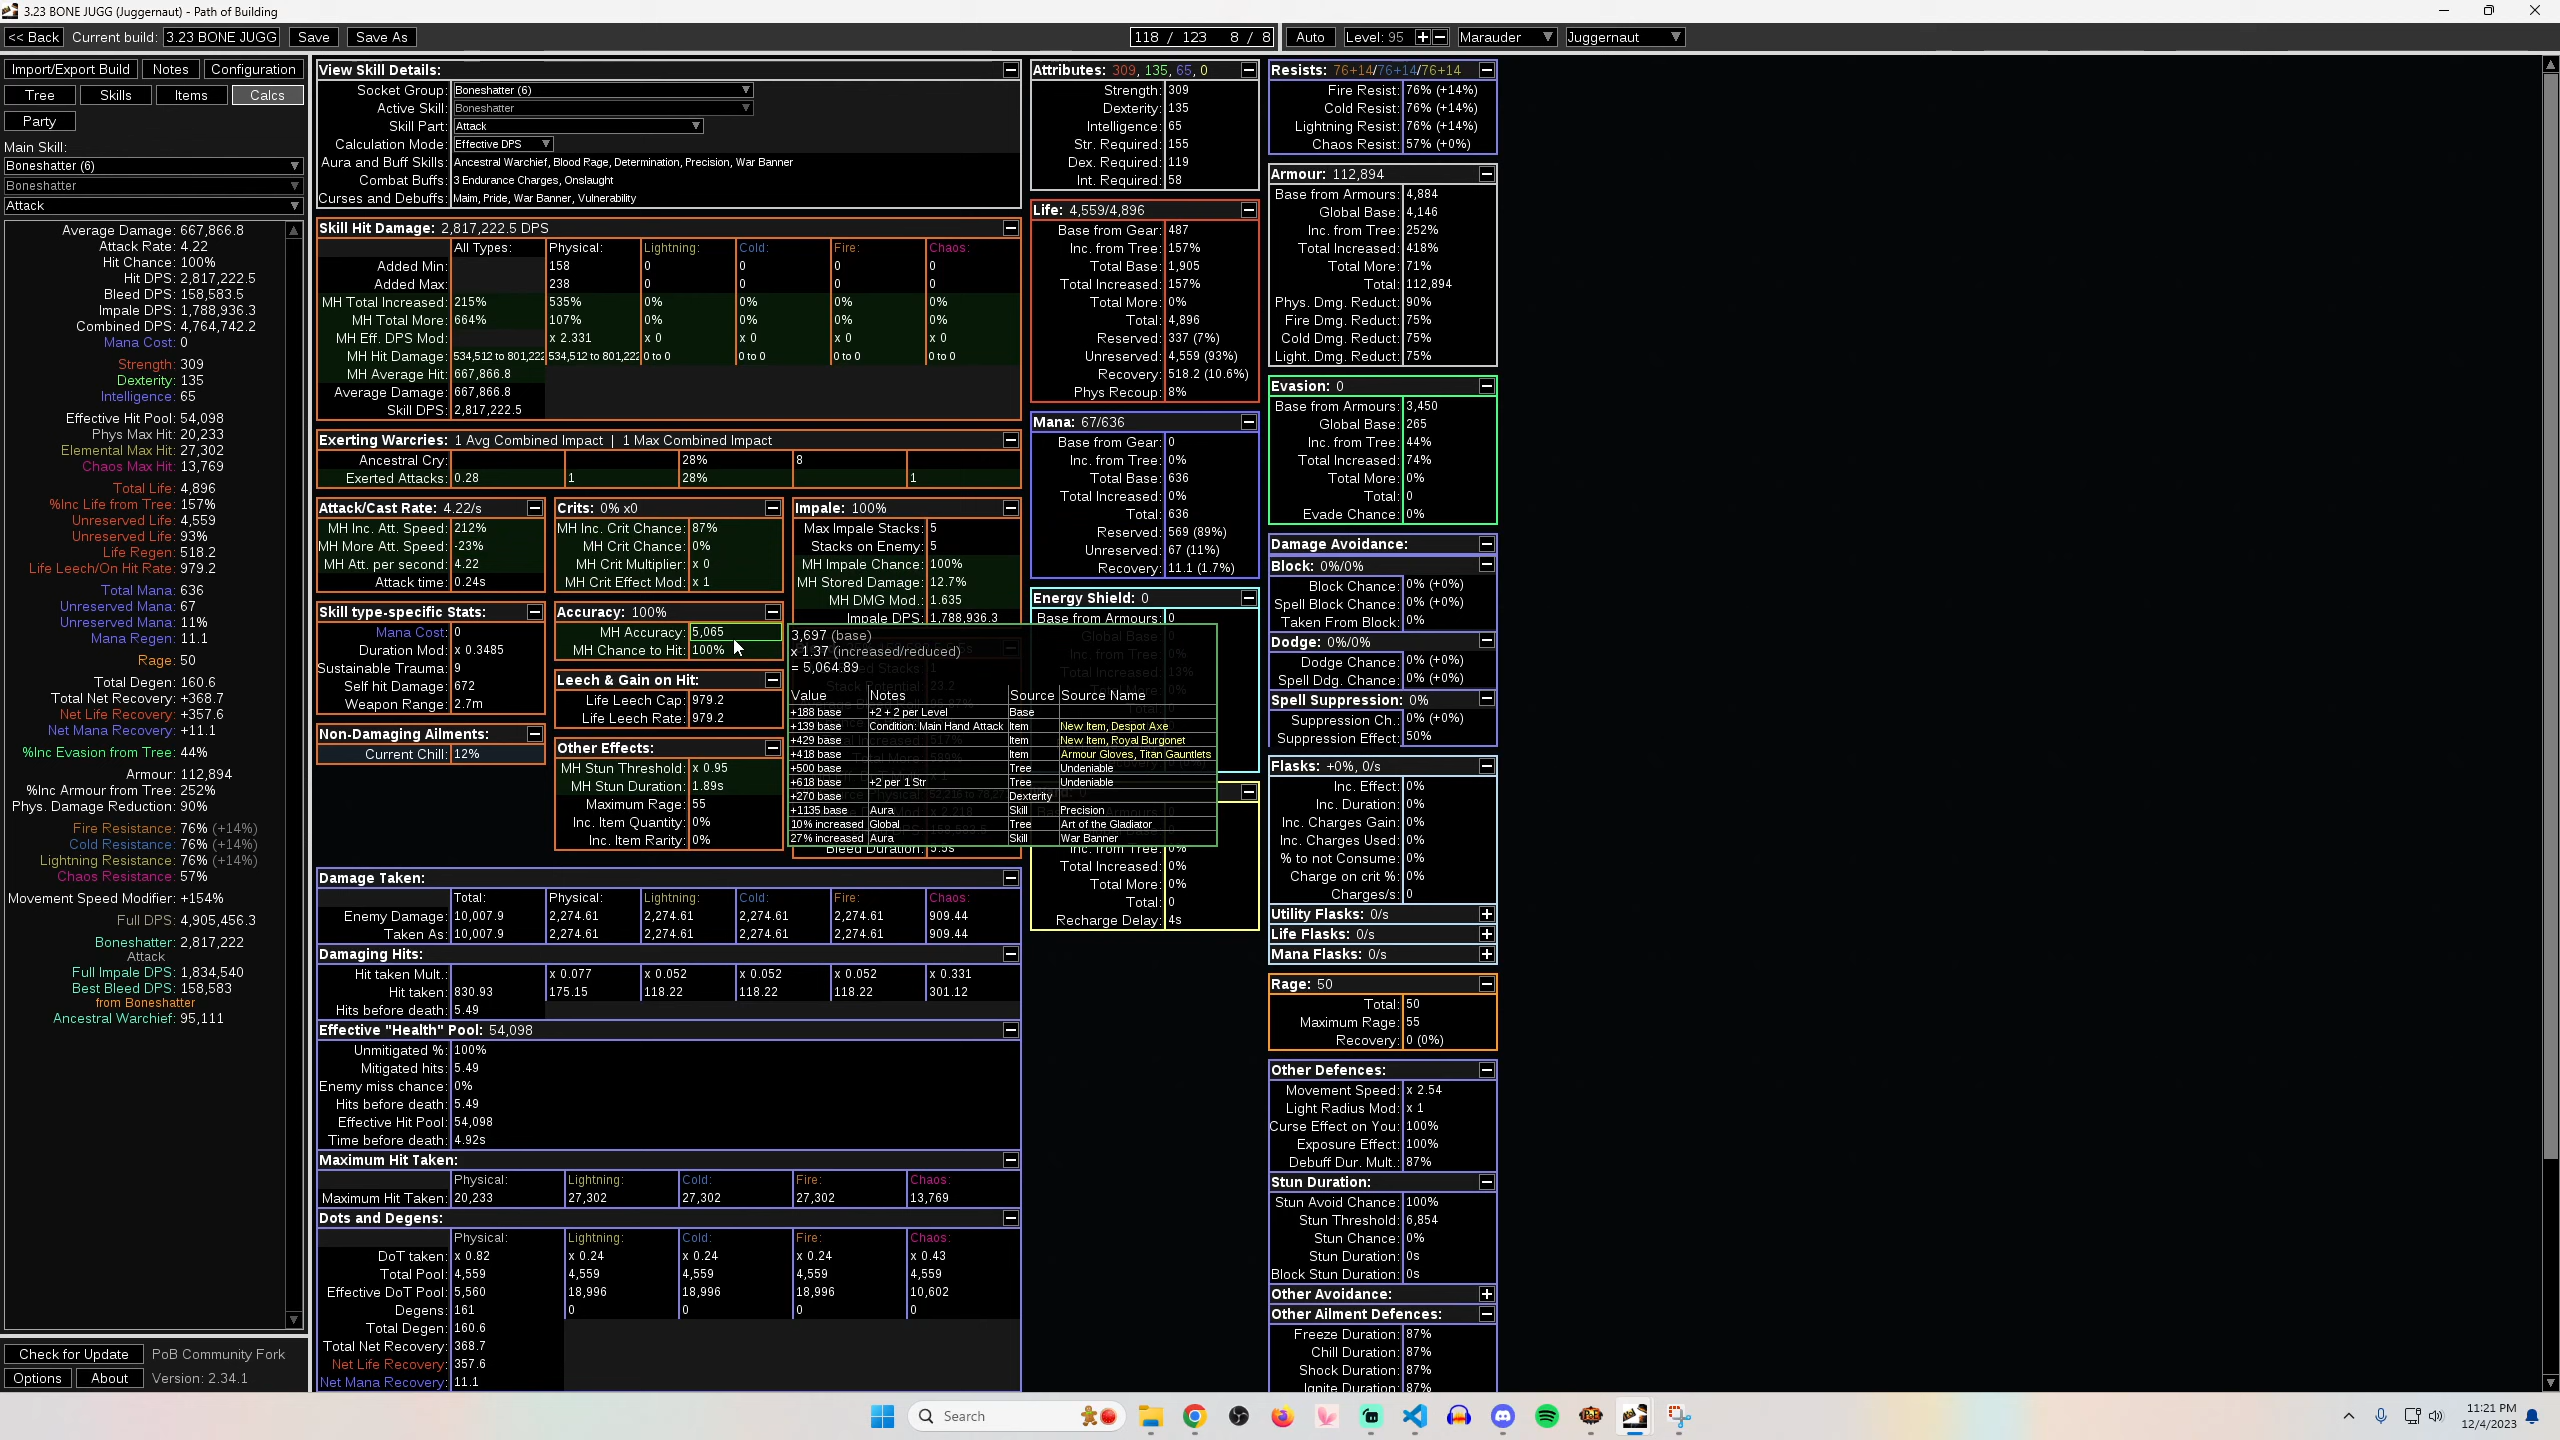 3.23 BONE JUGG (Juggernaut) - Path of Building
<< Back Current build: 3.23 BONE JUGG Save Save As 118 / 123 8 / 8 Auto Level: 95 Marauder Juggernaut
Import/Export Build Notes Configuration
Tree Skills Items Calcs
Party
Main Skill:
Boneshatter (6)
Boneshatter
Attack
Average Damage: 667,866.8
Attack Rate: 4.22
Hit Chance: 100%
Hit DPS: 2,817,222.5
Bleed DPS: 158,583.5
Impale DPS: 1,788,936.3
Combined DPS: 4,764,742.2
Mana Cost: 0
Strength: 309
Dexterity: 135
Intelligence: 65
Effective Hit Pool: 54,098
Phys Max Hit: 20,233
Elemental Max Hit: 27,302
Chaos Max Hit: 13,769
Total Life: 4,896
%Inc Life from Tree: 157%
Unreserved Life: 4,559
Unreserved Life: 93%
Life Regen: 518.2
Life Leech/On Hit Rate: 979.2
Total Mana: 636
Unreserved Mana: 67
Unreserved Mana: 11%
Mana Regen: 11.1
Rage: 50
Total Degen: 160.6
Total Net Recovery: +368.7
Net Life Recovery: +357.6
Net Mana Recovery: +11.1
%Inc Evasion from Tree: 44%
Armour: 112,894
%Inc Armour from Tree: 252%
Phys. Damage Reduction: 90%
Fire Resistance: 76% (+14%)
Cold Resistance: 76% (+14%)
Lightning Resistance: 76% (+14%)
Chaos Resistance: 57%
Movement Speed Modifier: +154%
Full DPS: 4,905,456.3
Boneshatter: 2,817,222
Attack
Full Impale DPS: 1,834,540
Best Bleed DPS: 158,583
from Boneshatter
Ancestral Warchief: 95,111
Check for Update PoB Community Fork
Options About Version: 2.34.1
View Skill Details:
Socket Group: Boneshatter (6)
Active Skill: Boneshatter
Skill Part: Attack
Calculation Mode: Effective DPS
Aura and Buff Skills: Ancestral Warchief, Blood Rage, Determination, Precision, War Banner
Combat Buffs: 3 Endurance Charges, Onslaught
Curses and Debuffs: Maim, Pride, War Banner, Vulnerability
Skill Hit Damage: 2,817,222.5 DPS
All Types: Physical: Lightning: Cold: Fire: Chaos:
Added Min: 158 0 0 0 0
Added Max: 238 0 0 0 0
MH Total Increased: 215% 535% 0% 0% 0% 0%
MH Total More: 664% 107% 0% 0% 0% 0%
MH Eff. DPS Mod: x 2.331 x 0 x 0 x 0 x 0
MH Hit Damage: 534,512 to 801,222 534,512 to 801,222 0 to 0 0 to 0 0 to 0 0 to 0
MH Average Hit: 667,866.8
Average Damage: 667,866.8
Skill DPS: 2,817,222.5
Exerting Warcries: 1 Avg Combined Impact | 1 Max Combined Impact
Ancestral Cry: 28% 8
Exerted Attacks: 0.28 1 28% 1
Attack/Cast Rate: 4.22/s
MH Inc. Att. Speed: 212%
MH More Att. Speed: -23%
MH Att. per second: 4.22
Attack time: 0.24s
Skill type-specific Stats:
Mana Cost: 0
Duration Mod: x 0.3485
Sustainable Trauma: 9
Self hit Damage: 672
Weapon Range: 2.7m
Non-Damaging Ailments:
Current Chill: 12%
Crits: 0% x0
MH Inc. Crit Chance: 87%
MH Crit Chance: 0%
MH Crit Multiplier: x 0
MH Crit Effect Mod: x 1
Accuracy: 100%
MH Accuracy: 5,065
MH Chance to Hit: 100%
Leech & Gain on Hit:
Life Leech Cap: 979.2
Life Leech Rate: 979.2
Other Effects:
MH Stun Threshold: x 0.95
MH Stun Duration: 1.89s
Maximum Rage: 55
Inc. Item Quantity: 0%
Inc. Item Rarity: 0%
Impale: 100%
Max Impale Stacks: 5
Stacks on Enemy: 5
MH Impale Chance: 100%
MH Stored Damage: 12.7%
MH DMG Mod.: 1.635
Impale DPS: 1,788,936.3
3,697 (base)
x 1.37 (increased/reduced)
= 5,064.89
Value Notes Source Source Name
+188 base +2 + 2 per Level Base
+139 base Condition: Main Hand Attack Item New Item, Despot Axe
+429 base Item New Item, Royal Burgonet
+418 base Item Armour Gloves, Titan Gauntlets
+500 base Tree Undeniable
+618 base +2 per 1 Str Tree Undeniable
+270 base Dexterity
+1135 base Aura Skill Precision
10% increased Global Tree Art of the Gladiator
27% increased Aura Skill War Banner
Bleed Duration: 5.5s
Damage Taken:
Total: Physical: Lightning: Cold: Fire: Chaos:
Enemy Damage: 10,007.9 2,274.61 2,274.61 2,274.61 2,274.61 909.44
Taken As: 10,007.9 2,274.61 2,274.61 2,274.61 2,274.61 909.44
Damaging Hits:
Hit taken Mult.: x 0.077 x 0.052 x 0.052 x 0.052 x 0.331
Hit taken: 830.93 175.15 118.22 118.22 118.22 301.12
Hits before death: 5.49
Effective "Health" Pool: 54,098
Unmitigated %: 100%
Mitigated hits: 5.49
Enemy miss chance: 0%
Hits before death: 5.49
Effective Hit Pool: 54,098
Time before death: 4.92s
Maximum Hit Taken:
Physical: Lightning: Cold: Fire: Chaos:
Maximum Hit Taken: 20,233 27,302 27,302 27,302 13,769
Dots and Degens:
Physical: Lightning: Cold: Fire: Chaos:
DoT taken: x 0.82 x 0.24 x 0.24 x 0.24 x 0.43
Total Pool: 4,559 4,559 4,559 4,559 4,559
Effective DoT Pool: 5,560 18,996 18,996 18,996 10,602
Degens: 161 0 0 0 0
Total Degen: 160.6
Total Net Recovery: 368.7
Net Life Recovery: 357.6
Net Mana Recovery: 11.1
Attributes: 309, 135, 65, 0
Strength: 309
Dexterity: 135
Intelligence: 65
Str. Required: 155
Dex. Required: 119
Int. Required: 58
Life: 4,559/4,896
Base from Gear: 487
Inc. from Tree: 157%
Total Base: 1,905
Total Increased: 157%
Total More: 0%
Total: 4,896
Reserved: 337 (7%)
Unreserved: 4,559 (93%)
Recovery: 518.2 (10.6%)
Phys Recoup: 8%
Mana: 67/636
Base from Gear: 0
Inc. from Tree: 0%
Total Base: 636
Total Increased: 0%
Total More: 0%
Total: 636
Reserved: 569 (89%)
Unreserved: 67 (11%)
Recovery: 11.1 (1.7%)
Energy Shield: 0
Base from Armours: 0
Inc. from Tree: 0%
Total Increased: 0%
Total More: 0%
Total: 0
Recharge Delay: 4s
Resists: 76+14/76+14/76+14
Fire Resist: 76% (+14%)
Cold Resist: 76% (+14%)
Lightning Resist: 76% (+14%)
Chaos Resist: 57% (+0%)
Armour: 112,894
Base from Armours: 4,884
Global Base: 4,146
Inc. from Tree: 252%
Total Increased: 418%
Total More: 71%
Total: 112,894
Phys. Dmg. Reduct: 90%
Fire Dmg. Reduct: 75%
Cold Dmg. Reduct: 75%
Light. Dmg. Reduct: 75%
Evasion: 0
Base from Armours: 3,450
Global Base: 265
Inc. from Tree: 44%
Total Increased: 74%
Total More: 0%
Total: 0
Evade Chance: 0%
Damage Avoidance:
Block: 0%/0%
Block Chance: 0% (+0%)
Spell Block Chance: 0% (+0%)
Taken From Block: 0%
Dodge: 0%/0%
Dodge Chance: 0% (+0%)
Spell Ddg. Chance: 0% (+0%)
Spell Suppression: 0%
Suppression Ch.: 0% (+0%)
Suppression Effect: 50%
Flasks: +0%, 0/s
Inc. Effect: 0%
Inc. Duration: 0%
Inc. Charges Gain: 0%
Inc. Charges Used: 0%
% to not Consume: 0%
Charge on crit %: 0%
Charges/s: 0
Utility Flasks: 0/s
Life Flasks: 0/s
Mana Flasks: 0/s
Rage: 50
Total: 50
Maximum Rage: 55
Recovery: 0 (0%)
Other Defences:
Movement Speed: x 2.54
Light Radius Mod: x 1
Curse Effect on You: 100%
Exposure Effect: 100%
Debuff Dur. Mult.: 87%
Stun Duration:
Stun Avoid Chance: 100%
Stun Threshold: 6,854
Stun Chance: 0%
Stun Duration: 0s
Block Stun Duration: 0s
Other Avoidance:
Other Ailment Defences:
Freeze Duration: 87%
Chill Duration: 87%
Shock Duration: 87%
Ignite Duration: 87%
Search
11:21 PM
12/4/2023